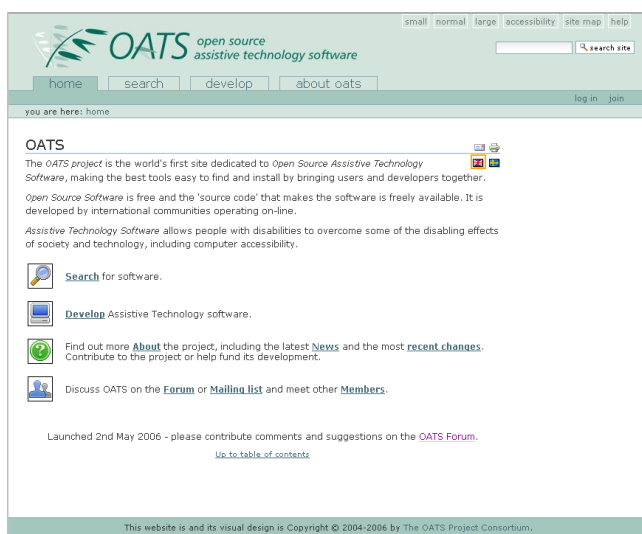 small normal large accessibility site map help
OATS open source
assistive technology software
search site
home search develop about oats
log in join
you are here: home
OATS
The OATS project is the world's first site dedicated to Open Source Assistive Technology
Software, making the best tools easy to find and install by bringing users and developers together.
Open Source Software is free and the 'source code' that makes the software is freely available. It is
developed by international communities operating on-line.
Assistive Technology Software allows people with disabilities to overcome some of the disabling effects
of society and technology, including computer accessibility.
Search for software.
Develop Assistive Technology software.
Find out more About the project, including the latest News and the most recent changes.
Contribute to the project or help fund its development.
Discuss OATS on the Forum or Mailing list and meet other Members.
Launched 2nd May 2006 - please contribute comments and suggestions on the OATS Forum.
Up to table of contents
This website is and its visual design is Copyright © 2004-2006 by The OATS Project Consortium.